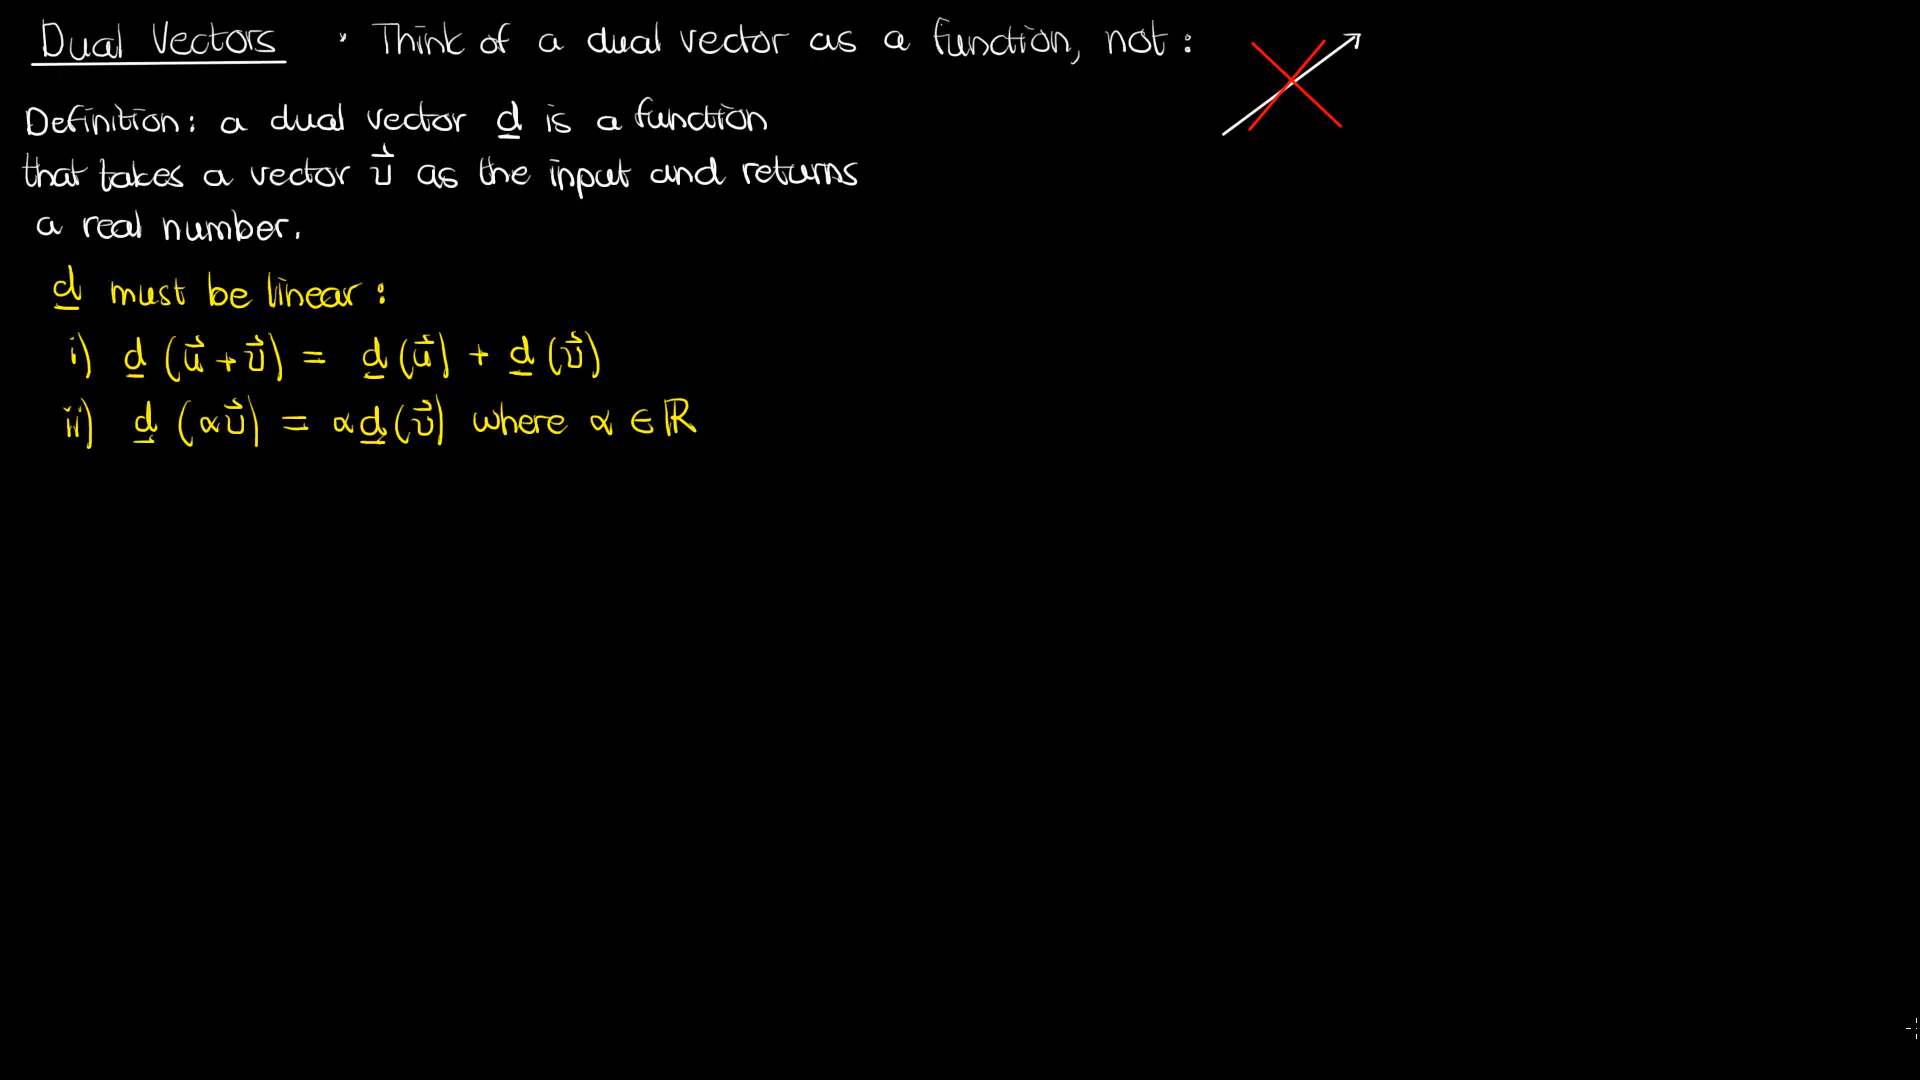 Dual Vectors · Think of a dual vector as a function, not:
Definition: a dual vector d̲ is a function
that takes a vector v⃗ as the input and returns
a real number.
d̲ must be linear:
i) d̲(u⃗+v⃗) = d̲(u⃗) + d̲(v⃗)
ii) d̲(αv⃗) = αd̲(v⃗) where α ∈ ℝ